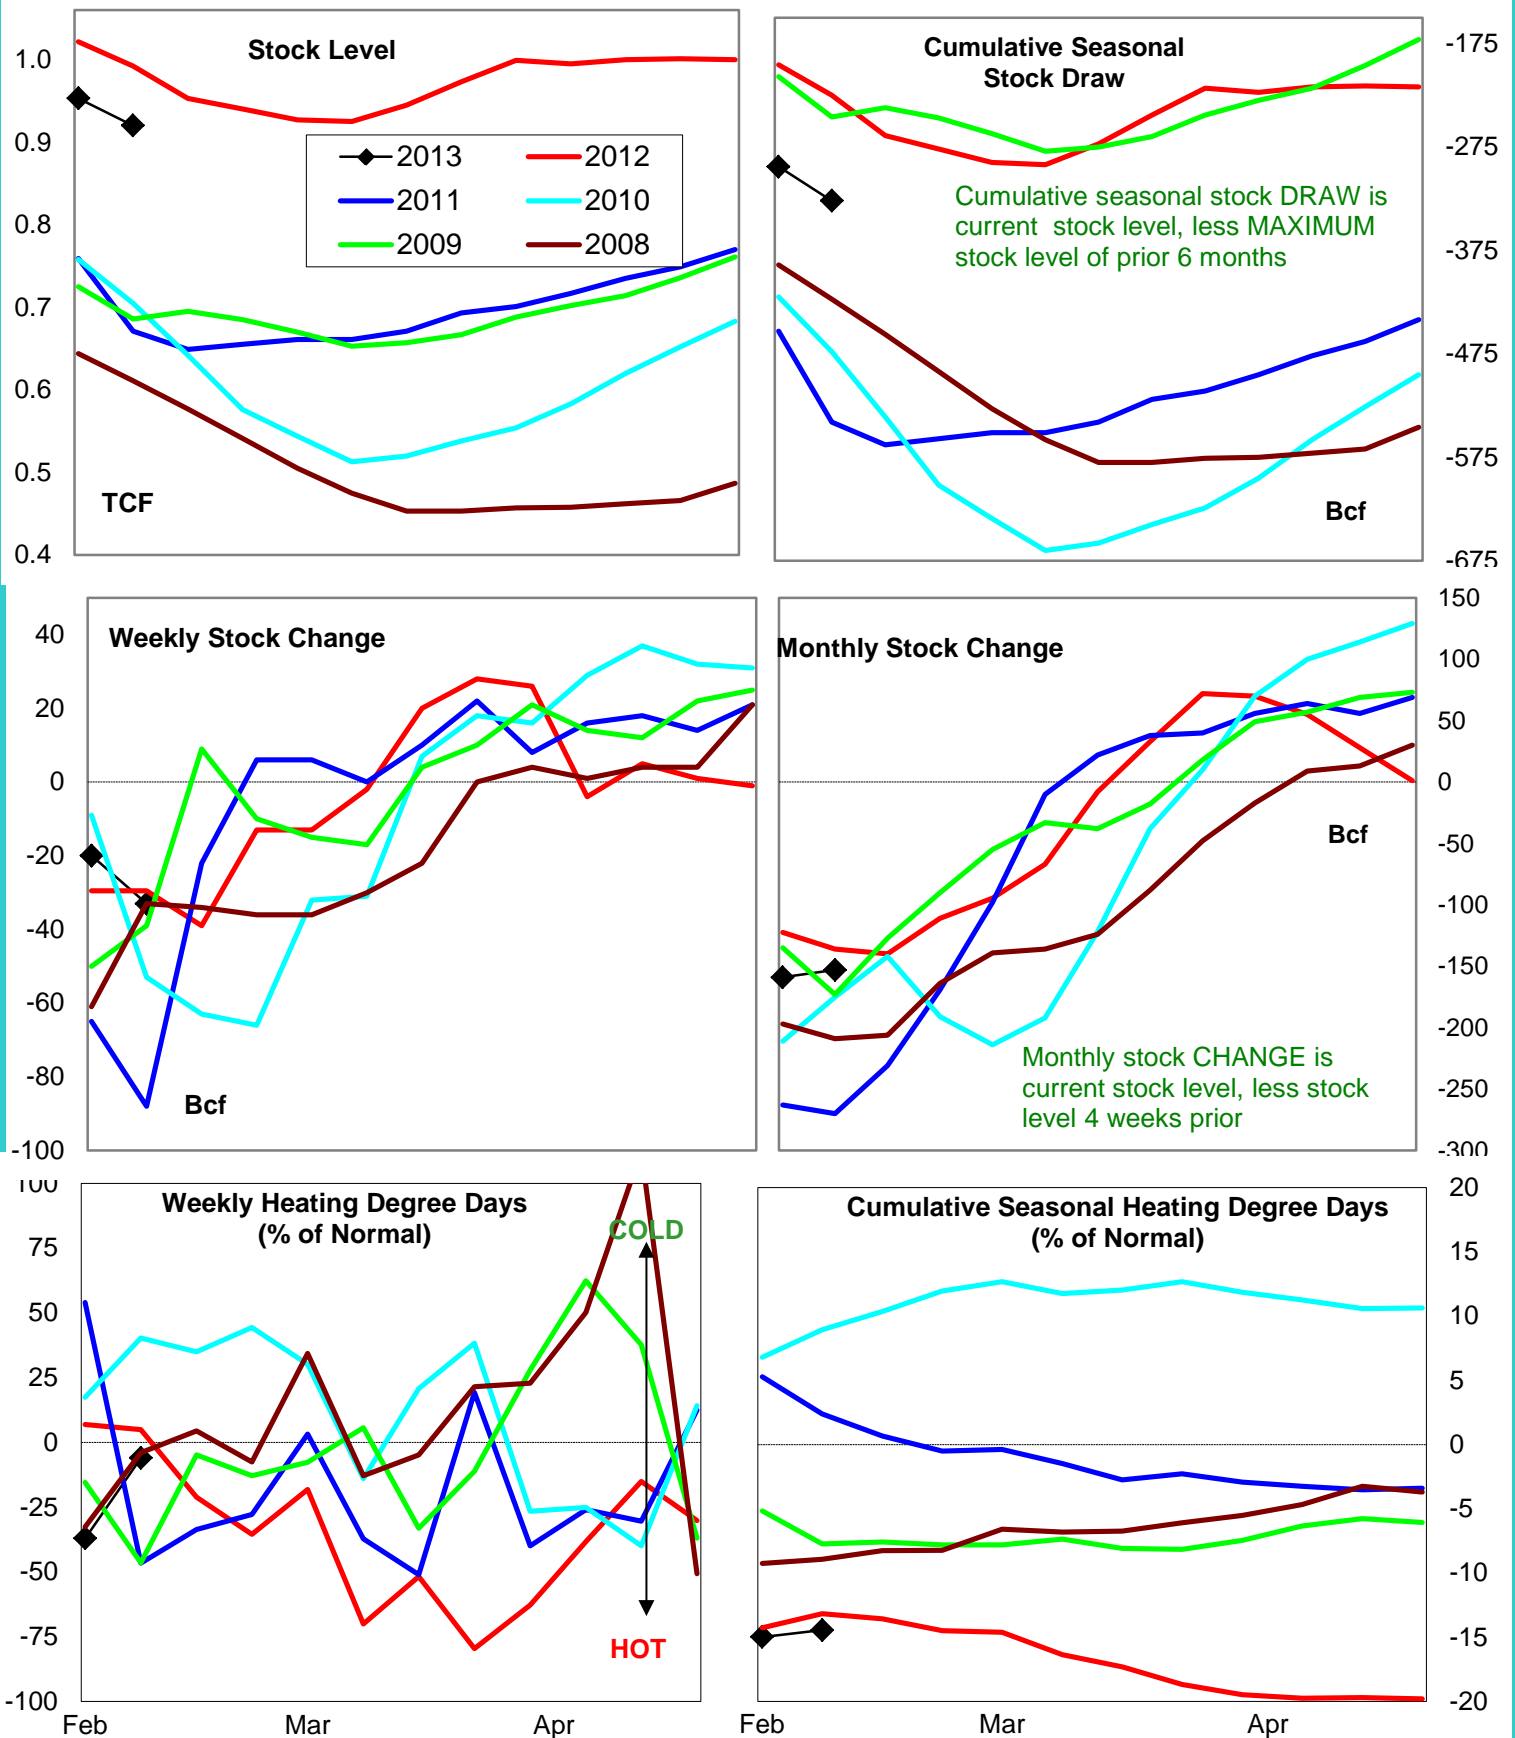 Stock Level
1.0
0.9
0.8
0.7
0.6
0.5
0.4
2013
2012
2011
2010
2009
2008
TCF
Cumulative Seasonal
Stock Draw
-175
-275
-375
-475
-575
-675
Cumulative seasonal stock DRAW is
current stock level, less MAXIMUM
stock level of prior 6 months
Bcf
Weekly Stock Change
40
20
0
-20
-40
-60
-80
-100
Bcf
Monthly Stock Change
150
100
50
0
-50
-100
-150
-200
-250
-300
Bcf
Monthly stock CHANGE is
current stock level, less stock
level 4 weeks prior
Weekly Heating Degree Days
(% of Normal)
100
75
50
25
0
-25
-50
-75
-100
COLD
HOT
Feb
Mar
Apr
Cumulative Seasonal Heating Degree Days
(% of Normal)
20
15
10
5
0
-5
-10
-15
-20
Feb
Mar
Apr